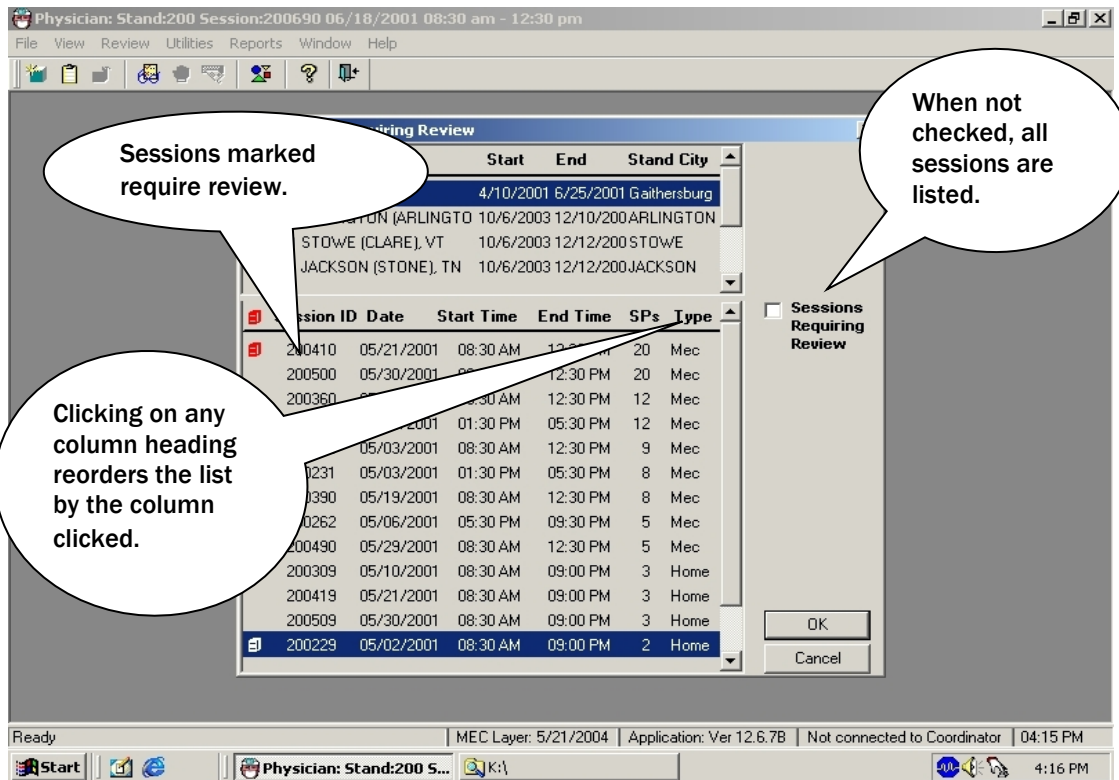 Physician: Stand:200 Session:200690 06/18/2001 08:30 am - 12:30 pm
File View Review Utilities Reports Window Help
When not
checked, all
sessions are
listed.
Sessions marked
require review.
Review
Start End Stand City
4/10/2001 6/25/2001 Gaithersburg
(ARLINGTO 10/6/2003 12/10/200 ARLINGTON
STOWE (CLARE), VT 10/6/2003 12/12/200 STOWE
JACKSON (STONE), TN 10/6/2003 12/12/200 JACKSON
Session ID Date Start Time End Time SPs Type
200410 05/21/2001 08:30 AM 20 Mec
200500 05/30/2001 12:30 PM 20 Mec
200360 12:30 PM 12 Mec
01:30 PM 05:30 PM 12 Mec
05/03/2001 08:30 AM 12:30 PM 9 Mec
05/03/2001 01:30 PM 05:30 PM 8 Mec
05/19/2001 08:30 AM 12:30 PM 8 Mec
05/06/2001 05:30 PM 09:30 PM 5 Mec
200490 05/29/2001 08:30 AM 12:30 PM 5 Mec
200309 05/10/2001 08:30 AM 09:00 PM 3 Home
200419 05/21/2001 08:30 AM 09:00 PM 3 Home
200509 05/30/2001 08:30 AM 09:00 PM 3 Home
200229 05/02/2001 08:30 AM 09:00 PM 2 Home
Sessions
Requiring
Review
Clicking on any
column heading
reorders the list
by the column
clicked.
OK
Cancel
Ready MEC Layer: 5/21/2004 Application: Ver 12.6.7B Not connected to Coordinator 04:15 PM
Start Physician: Stand:200 S... K:\ 4:16 PM